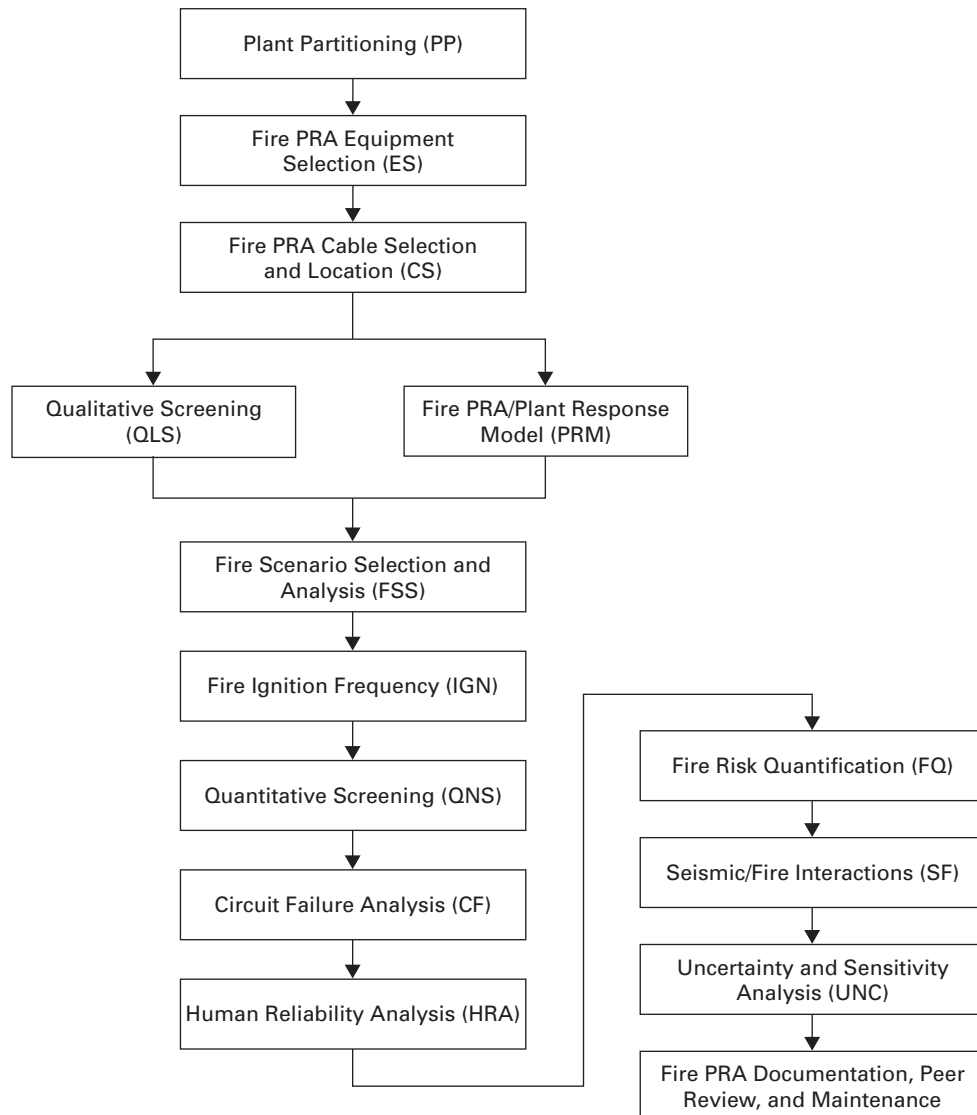 Plant Partitioning (PP)
Fire PRA Equipment
Selection (ES)
Fire PRA Cable Selection
and Location (CS)
Qualitative Screening
(QLS)
Fire PRA/Plant Response
Model (PRM)
Fire Scenario Selection and
Analysis (FSS)
Fire Ignition Frequency (IGN)
Quantitative Screening (QNS)
Circuit Failure Analysis (CF)
Human Reliability Analysis (HRA)
Fire Risk Quantification (FQ)
Seismic/Fire Interactions (SF)
Uncertainty and Sensitivity
Analysis (UNC)
Fire PRA Documentation, Peer
Review, and Maintenance